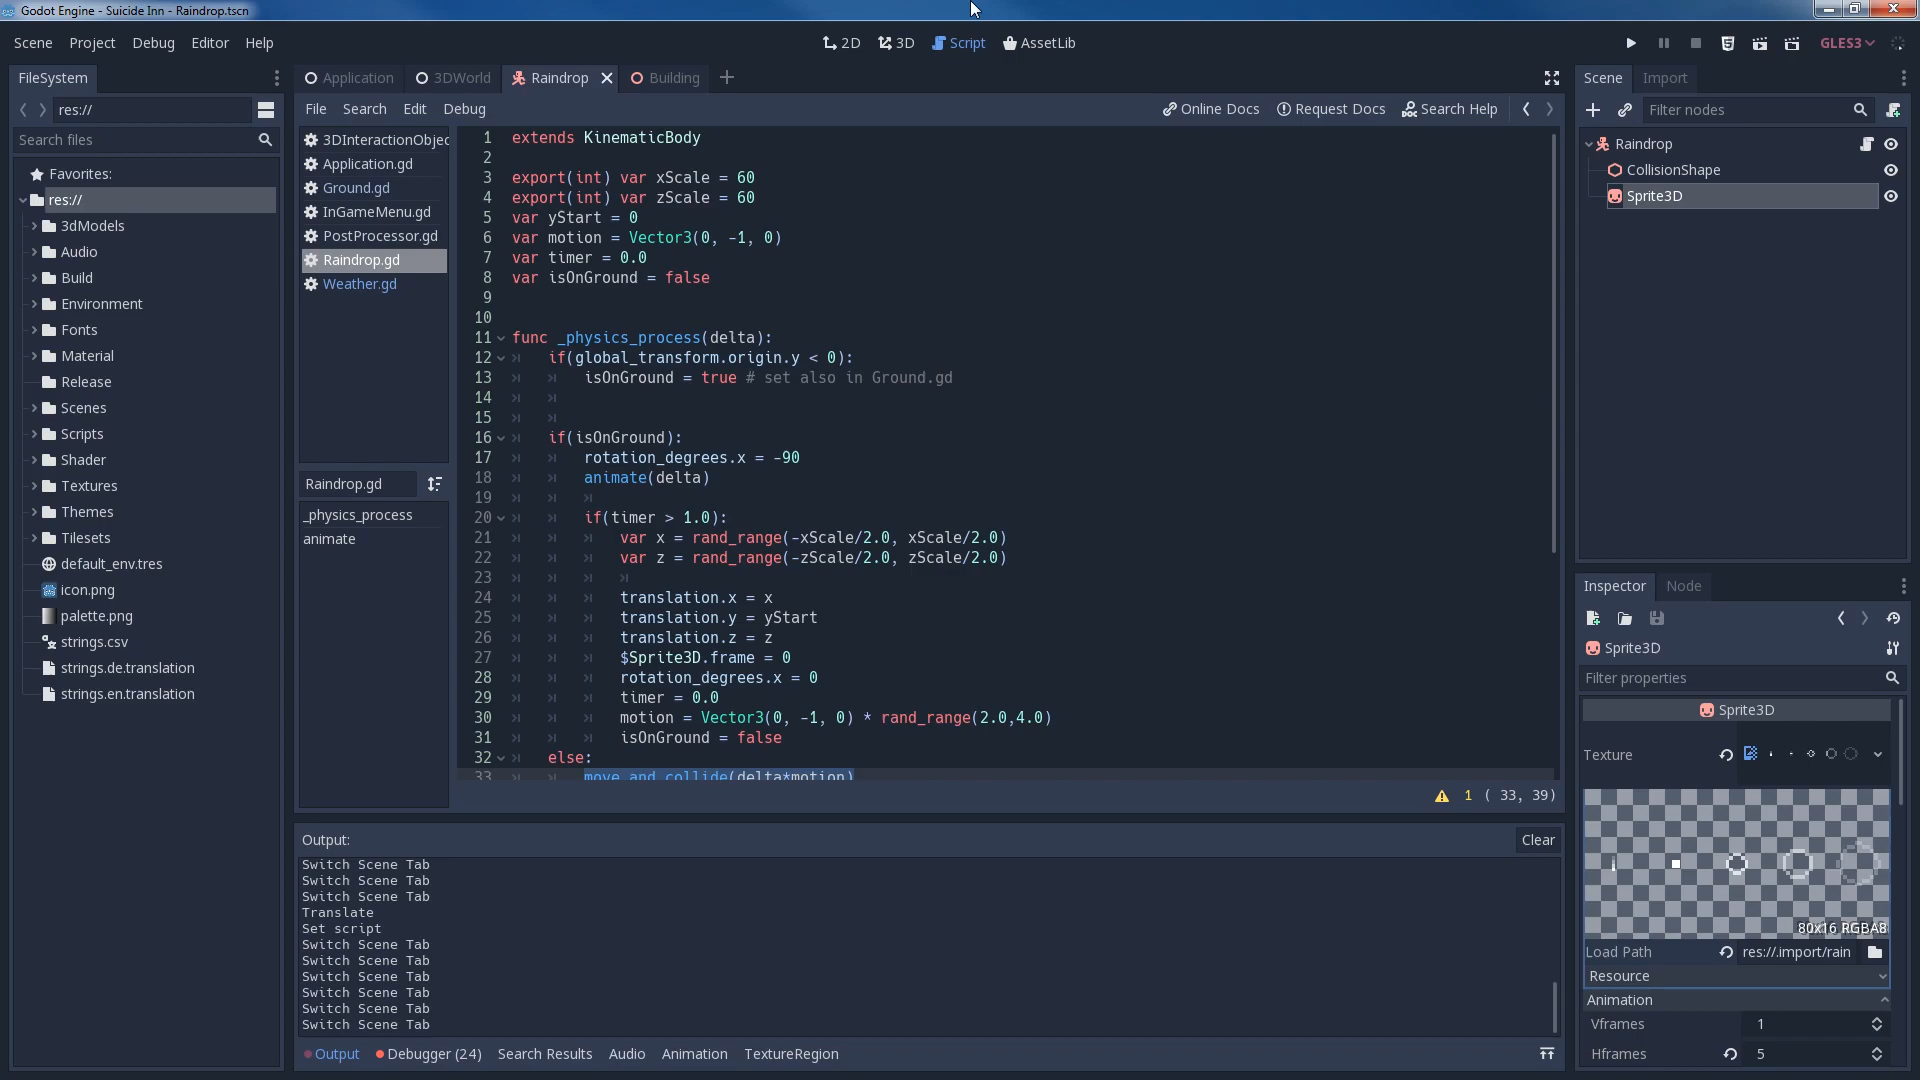 Godot Engine - Suicide Inn - Raindrop.tscn
Scene Project Debug Editor Help
2D 3D Script AssetLib
GLES3
FileSystem
res://
Search files
Favorites:
res://
3dModels
Audio
Build
Environment
Fonts
Material
Release
Scenes
Scripts
Shader
Textures
Themes
Tilesets
default_env.tres
icon.png
palette.png
strings.csv
strings.de.translation
strings.en.translation
Application 3DWorld Raindrop Building
File Search Edit Debug
Online Docs Request Docs Search Help
3DInteractionObjec
Application.gd
Ground.gd
InGameMenu.gd
PostProcessor.gd
Raindrop.gd
Weather.gd
Raindrop.gd
_physics_process
animate
1 extends KinematicBody
2
3 export(int) var xScale = 60
4 export(int) var zScale = 60
5 var yStart = 0
6 var motion = Vector3(0, -1, 0)
7 var timer = 0.0
8 var isOnGround = false
9
10
11 func _physics_process(delta):
12 if(global_transform.origin.y < 0):
13 isOnGround = true # set also in Ground.gd
14
15
16 if(isOnGround):
17 rotation_degrees.x = -90
18 animate(delta)
19
20 if(timer > 1.0):
21 var x = rand_range(-xScale/2.0, xScale/2.0)
22 var z = rand_range(-zScale/2.0, zScale/2.0)
23
24 translation.x = x
25 translation.y = yStart
26 translation.z = z
27 $Sprite3D.frame = 0
28 rotation_degrees.x = 0
29 timer = 0.0
30 motion = Vector3(0, -1, 0) * rand_range(2.0,4.0)
31 isOnGround = false
32 else:
33 move_and_collide(delta*motion)
1 ( 33, 39)
Output:
Clear
Switch Scene Tab
Switch Scene Tab
Switch Scene Tab
Translate
Set script
Switch Scene Tab
Switch Scene Tab
Switch Scene Tab
Switch Scene Tab
Switch Scene Tab
Switch Scene Tab
Output Debugger (24) Search Results Audio Animation TextureRegion
Scene Import
Filter nodes
Raindrop
CollisionShape
Sprite3D
Inspector Node
Sprite3D
Filter properties
Sprite3D
Texture
80x16 RGBA8
Load Path res://.import/rain
Resource
Animation
Vframes 1
Hframes 5